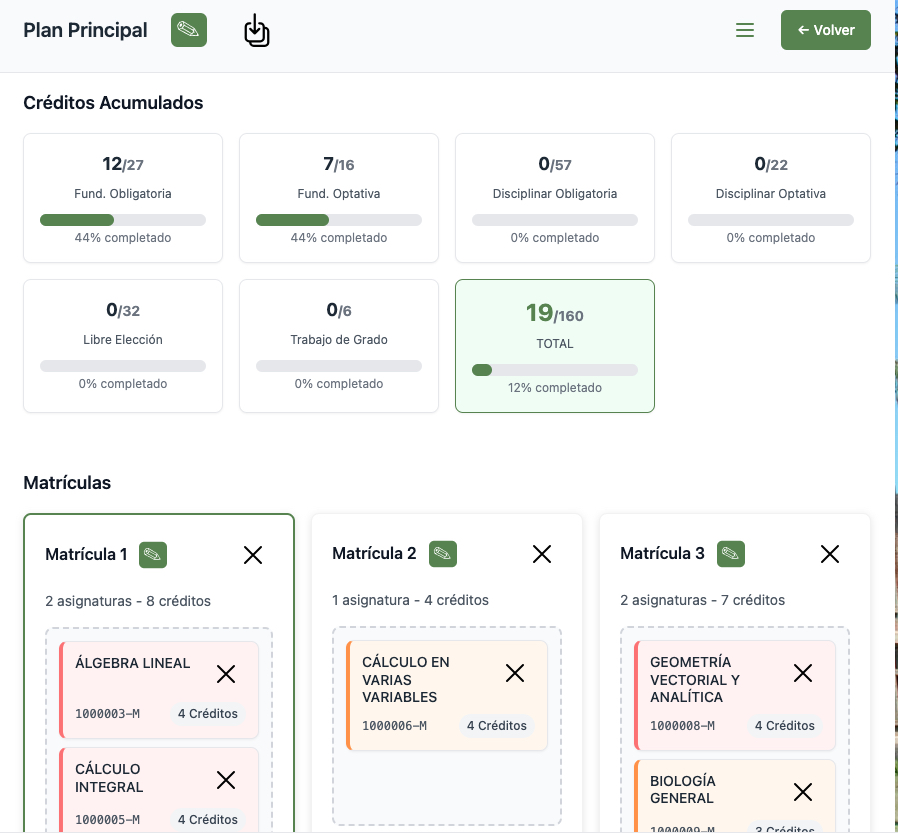 Plan Principal
← Volver
Créditos Acumulados
12/27
Fund. Obligatoria
44% completado
7/16
Fund. Optativa
44% completado
0/57
Disciplinar Obligatoria
0% completado
0/22
Disciplinar Optativa
0% completado
0/32
Libre Elección
0% completado
0/6
Trabajo de Grado
0% completado
19/160
TOTAL
12% completado
Matrículas
Matrícula 1
2 asignaturas - 8 créditos
ÁLGEBRA LINEAL
1000003-M
4 Créditos
CÁLCULO
INTEGRAL
1000005-M
4 Créditos
Matrícula 2
1 asignatura - 4 créditos
CÁLCULO EN
VARIAS
VARIABLES
1000006-M
4 Créditos
Matrícula 3
2 asignaturas - 7 créditos
GEOMETRÍA
VECTORIAL Y
ANALÍTICA
1000008-M
4 Créditos
BIOLOGÍA
GENERAL
1000009-M
3 Créditos